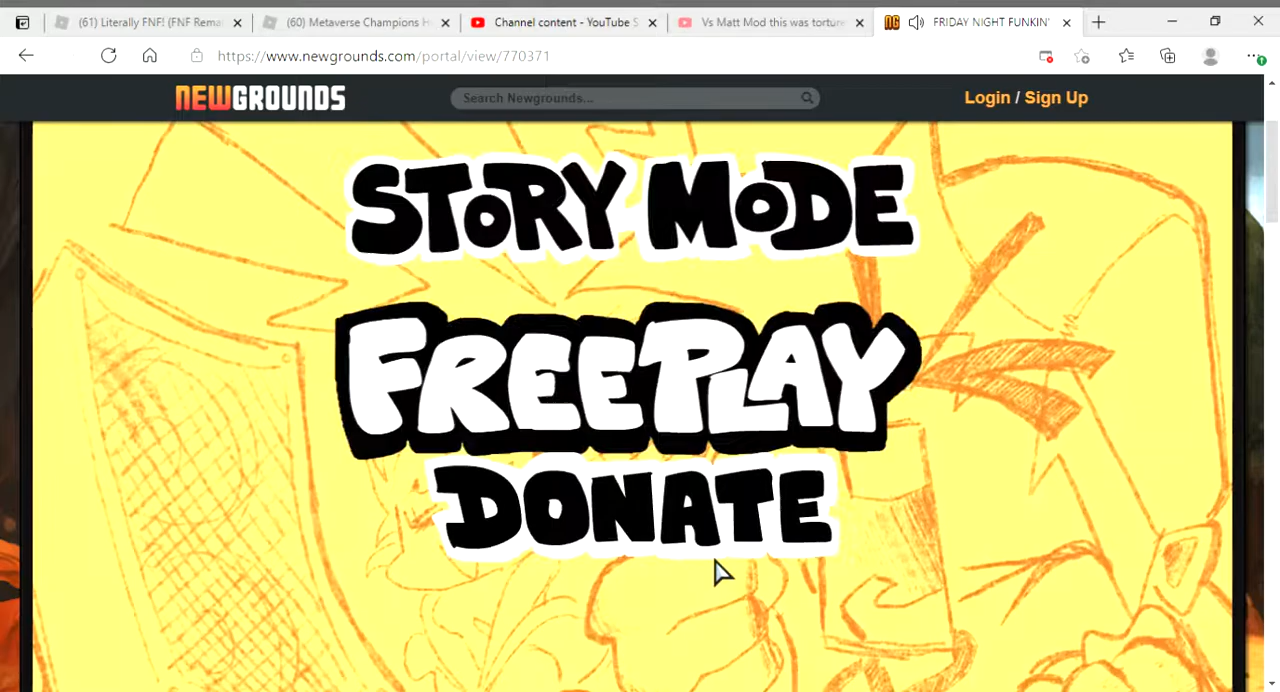 (61) Literally FNF! (FNF Rema
(60) Metaverse Champions H
Channel content - YouTube S
Vs Matt Mod this was torture
NG FRIDAY NIGHT FUNKIN'
https://www.newgrounds.com/portal/view/770371
NEWGROUNDS
Search Newgrounds...
Login / Sign Up
STORY MODE
FREEPLAY
DONATE